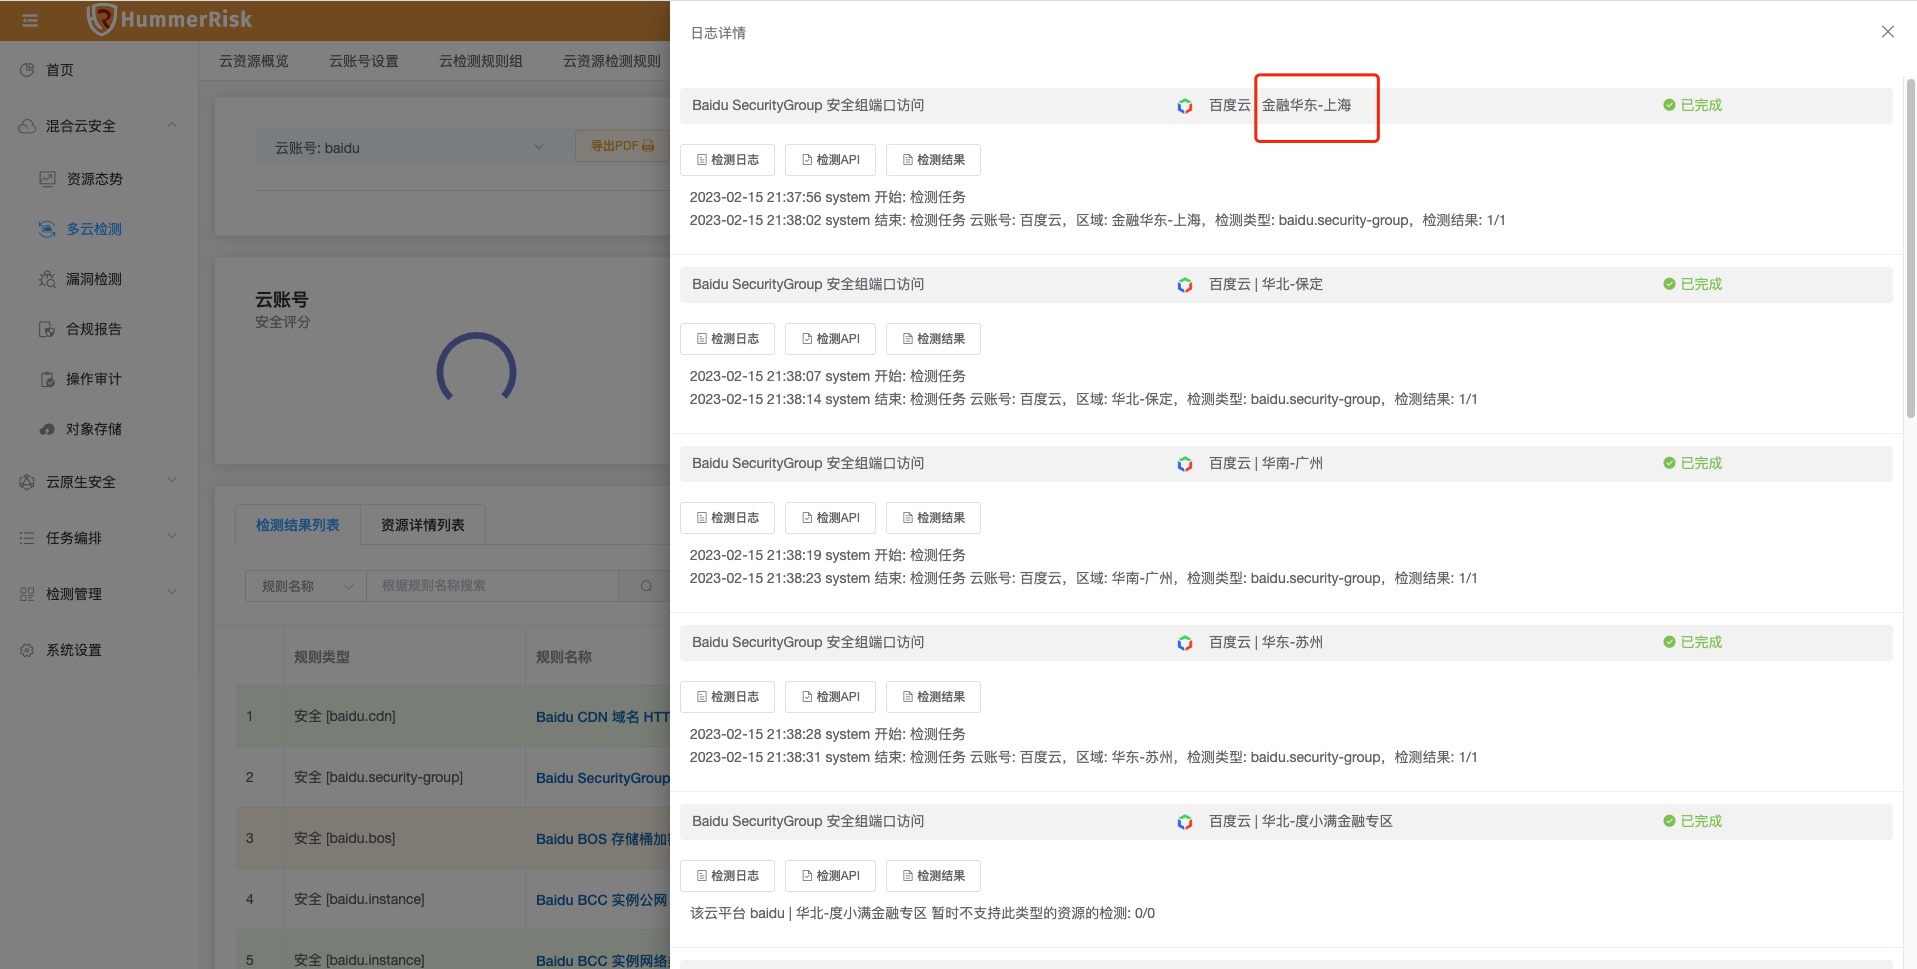 HummerRisk
首页
混合云安全
资源态势
多云检测
漏洞检测
合规报告
操作审计
对象存储
云原生安全
任务编排
检测管理
系统设置
云资源概览
云账号设置
云检测规则组
云资源检测规则
云账号: baidu
导出PDF
云账号
安全评分
检测结果列表
资源详情列表
规则名称
根据规则名称搜索
规则类型 规则名称
1 安全 [baidu.cdn] Baidu CDN 域名 HTT
2 安全 [baidu.security-group] Baidu SecurityGroup
3 安全 [baidu.bos] Baidu BOS 存储桶加
4 安全 [baidu.instance] Baidu BCC 实例公网
5 安全 [baidu.instance] Baidu BCC 实例网络
日志详情
Baidu SecurityGroup 安全组端口访问 百度云 | 金融华东-上海 已完成
检测日志 检测API 检测结果
2023-02-15 21:37:56 system 开始: 检测任务
2023-02-15 21:38:02 system 结束: 检测任务 云账号: 百度云，区域: 金融华东-上海，检测类型: baidu.security-group，检测结果: 1/1
Baidu SecurityGroup 安全组端口访问 百度云 | 华北-保定 已完成
检测日志 检测API 检测结果
2023-02-15 21:38:07 system 开始: 检测任务
2023-02-15 21:38:14 system 结束: 检测任务 云账号: 百度云，区域: 华北-保定，检测类型: baidu.security-group，检测结果: 1/1
Baidu SecurityGroup 安全组端口访问 百度云 | 华南-广州 已完成
检测日志 检测API 检测结果
2023-02-15 21:38:19 system 开始: 检测任务
2023-02-15 21:38:23 system 结束: 检测任务 云账号: 百度云，区域: 华南-广州，检测类型: baidu.security-group，检测结果: 1/1
Baidu SecurityGroup 安全组端口访问 百度云 | 华东-苏州 已完成
检测日志 检测API 检测结果
2023-02-15 21:38:28 system 开始: 检测任务
2023-02-15 21:38:31 system 结束: 检测任务 云账号: 百度云，区域: 华东-苏州，检测类型: baidu.security-group，检测结果: 1/1
Baidu SecurityGroup 安全组端口访问 百度云 | 华北-度小满金融专区 已完成
检测日志 检测API 检测结果
该云平台 baidu | 华北-度小满金融专区 暂时不支持此类型的资源的检测: 0/0